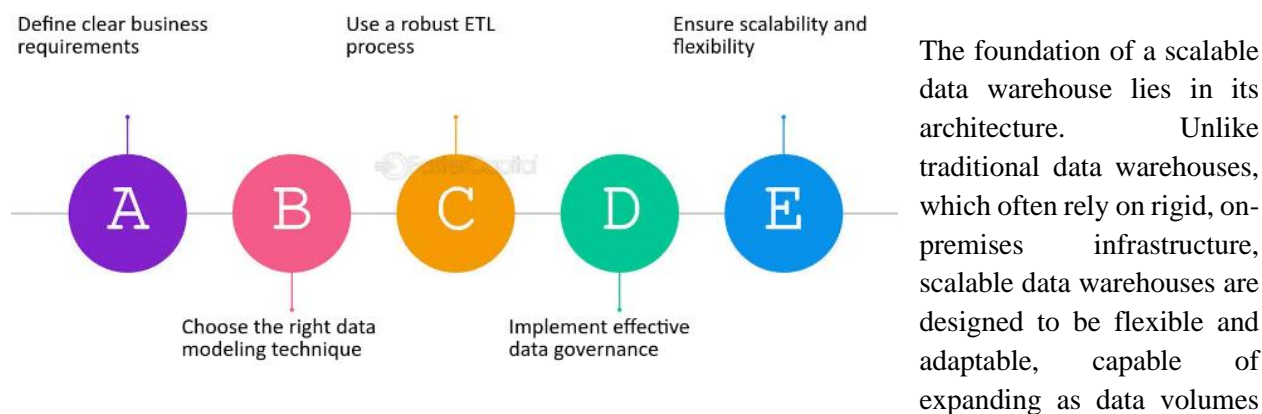 Define clear business
requirements
Use a robust ETL
process
Ensure scalability and
flexibility
A
B
C
D
E
Choose the right data
modeling technique
Implement effective
data governance
The foundation of a scalable
data warehouse lies in its
architecture. Unlike
traditional data warehouses,
which often rely on rigid, on-
premises infrastructure,
scalable data warehouses are
designed to be flexible and
adaptable, capable of
expanding as data volumes